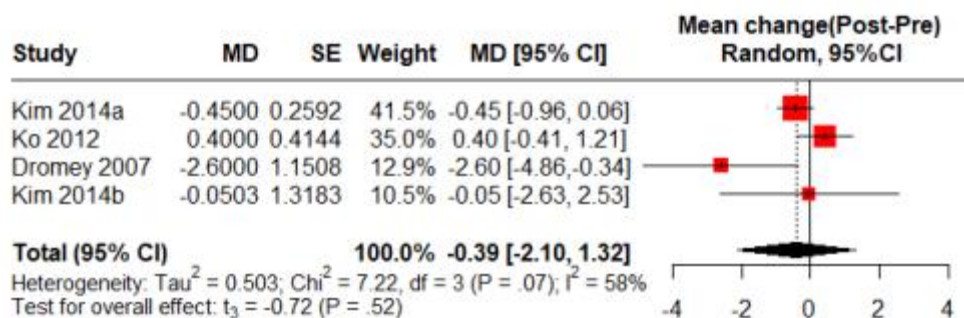 Mean change(Post-Pre)
Study MD SE Weight MD [95% CI] Random, 95%CI
Kim 2014a -0.4500 0.2592 41.5% -0.45 [-0.96, 0.06]
Ko 2012 0.4000 0.4144 35.0% 0.40 [-0.41, 1.21]
Dromey 2007 -2.6000 1.1508 12.9% -2.60 [-4.86,-0.34]
Kim 2014b -0.0503 1.3183 10.5% -0.05 [-2.63, 2.53]
Total (95% CI) 100.0% -0.39 [-2.10, 1.32]
Heterogeneity: Tau² = 0.503; Chi² = 7.22, df = 3 (P = .07); I² = 58%
Test for overall effect: t₃ = -0.72 (P = .52)
-4 -2 0 2 4